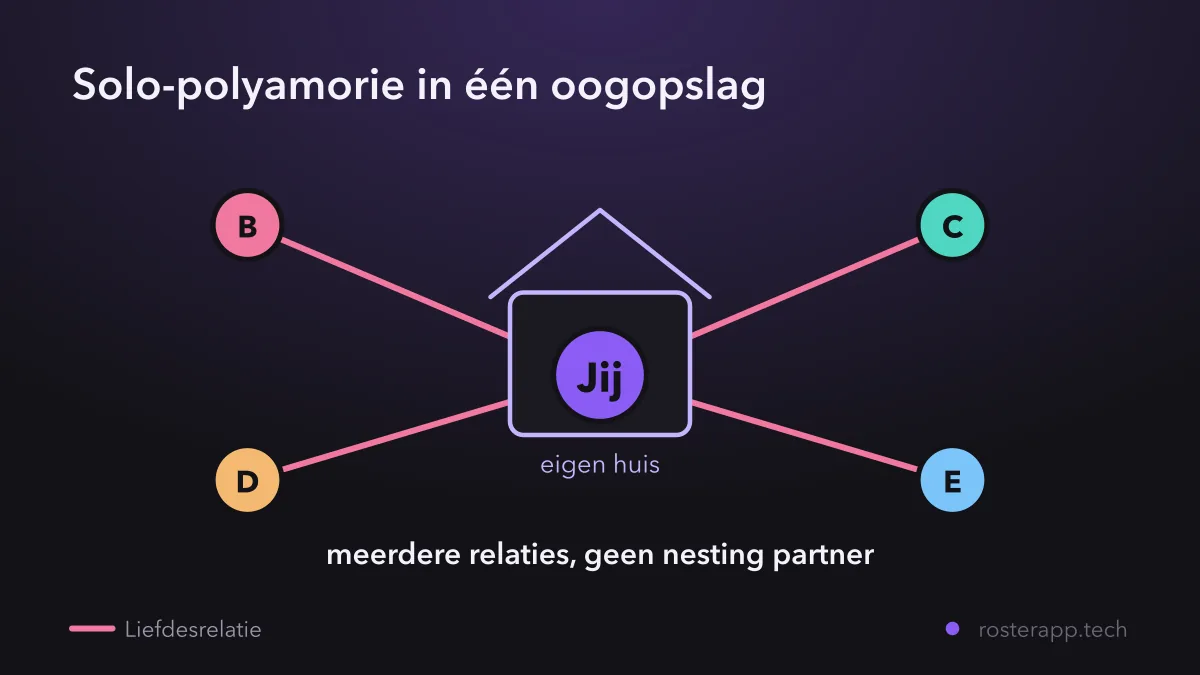 Solo-polyamorie in één oogopslag
B
C
Jij
D
E
eigen huis
meerdere relaties, geen nesting partner
Liefdesrelatie
rosterapp.tech